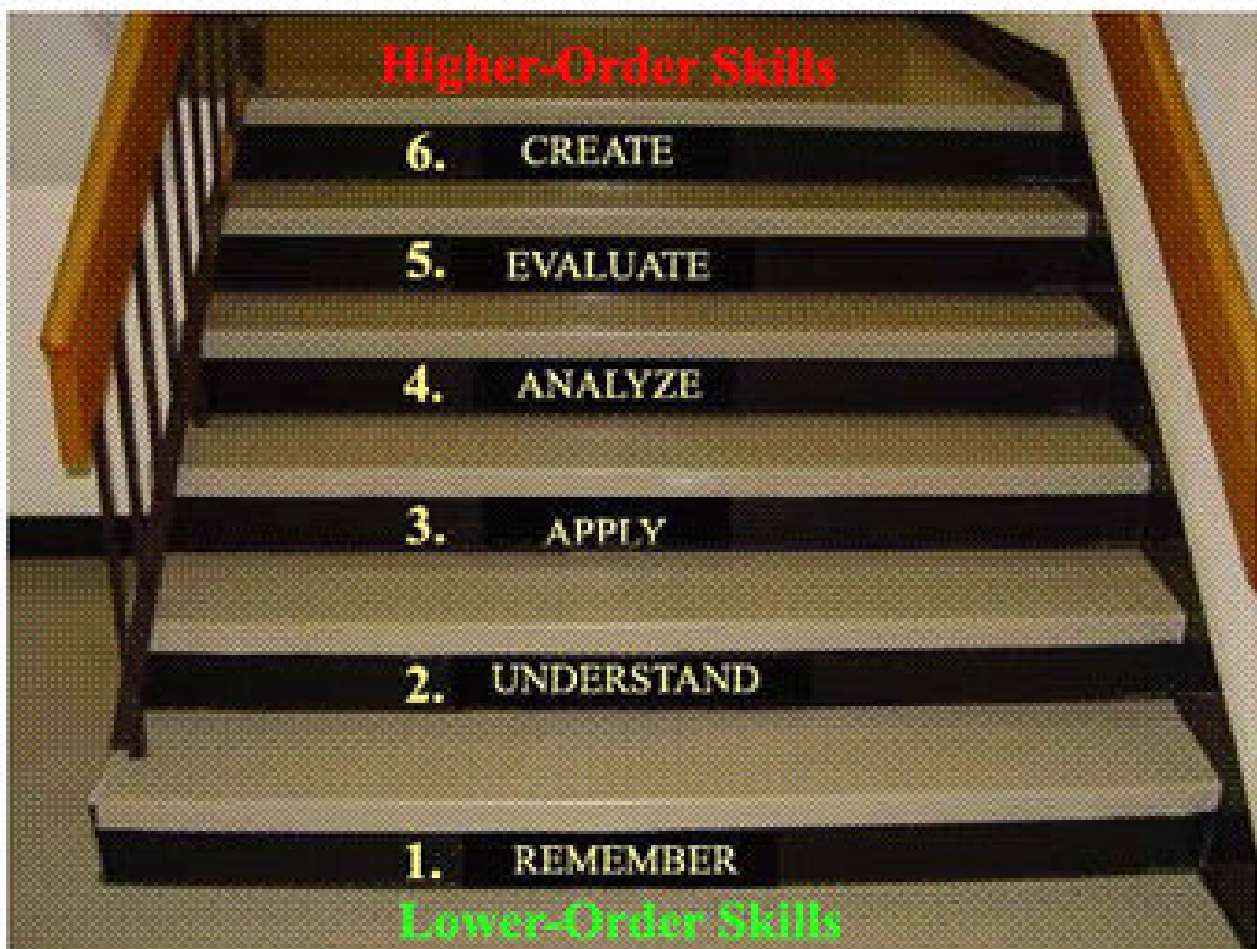 Higher-Order Skills
6. CREATE
5. EVALUATE
4. ANALYZE
3. APPLY
2. UNDERSTAND
1. REMEMBER
Lower-Order Skills